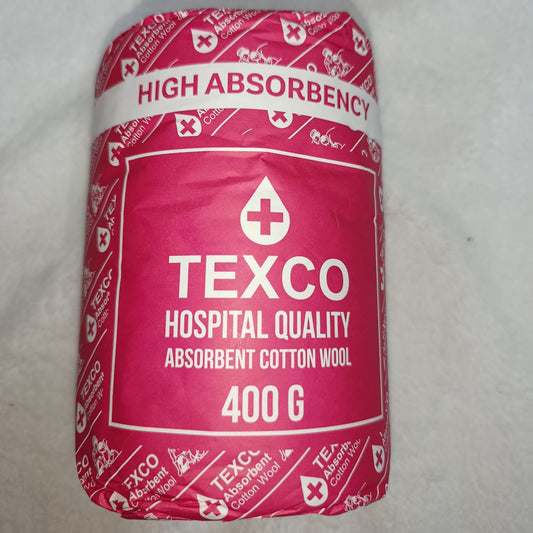 TEXCO
Absorbent
Cotton Wool
HIGH ABSORBENCY
TEXCO
HOSPITAL QUALITY
ABSORBENT COTTON WOOL
400 G
TEXCO
Absorbent
Cotton Wool